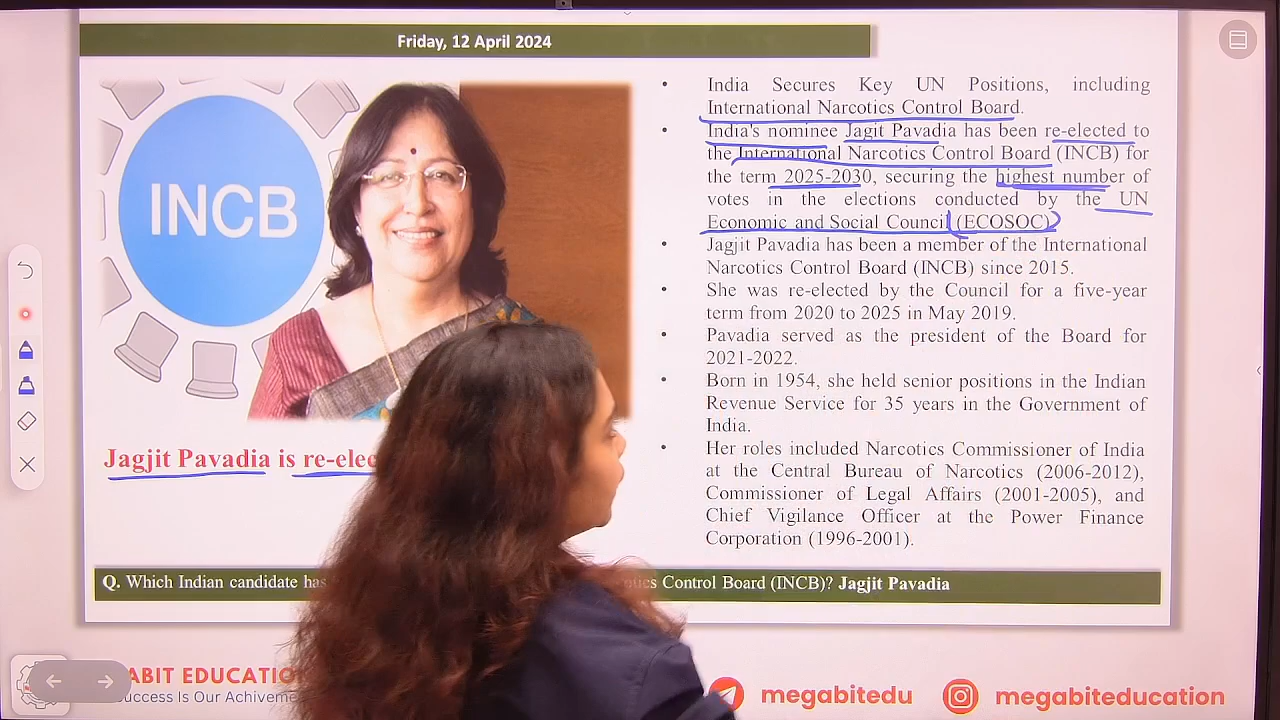 Friday, 12 April 2024
INCB
India Secures Key UN Positions, including
International Narcotics Control Board.
India's nominee Jagit Pavadia has been re-elected to
the International Narcotics Control Board (INCB) for
the term 2025-2030, securing the highest number of
votes in the elections conducted by the UN
Economic and Social Council (ECOSOC)
Jagjit Pavadia has been a member of the International
Narcotics Control Board (INCB) since 2015.
She was re-elected by the Council for a five-year
term from 2020 to 2025 in May 2019.
Pavadia served as the president of the Board for
2021-2022.
Born in 1954, she held senior positions in the Indian
Revenue Service for 35 years in the Government of
India.
Her roles included Narcotics Commissioner of India
at the Central Bureau of Narcotics (2006-2012),
Commissioner of Legal Affairs (2001-2005), and
Chief Vigilance Officer at the Power Finance
Corporation (1996-2001).
Jagjit Pavadia is
Q. Which Indian candidate has Control Board (INCB)? Jagjit Pavadia
Success Is Our
megabitedu
megabiteducation